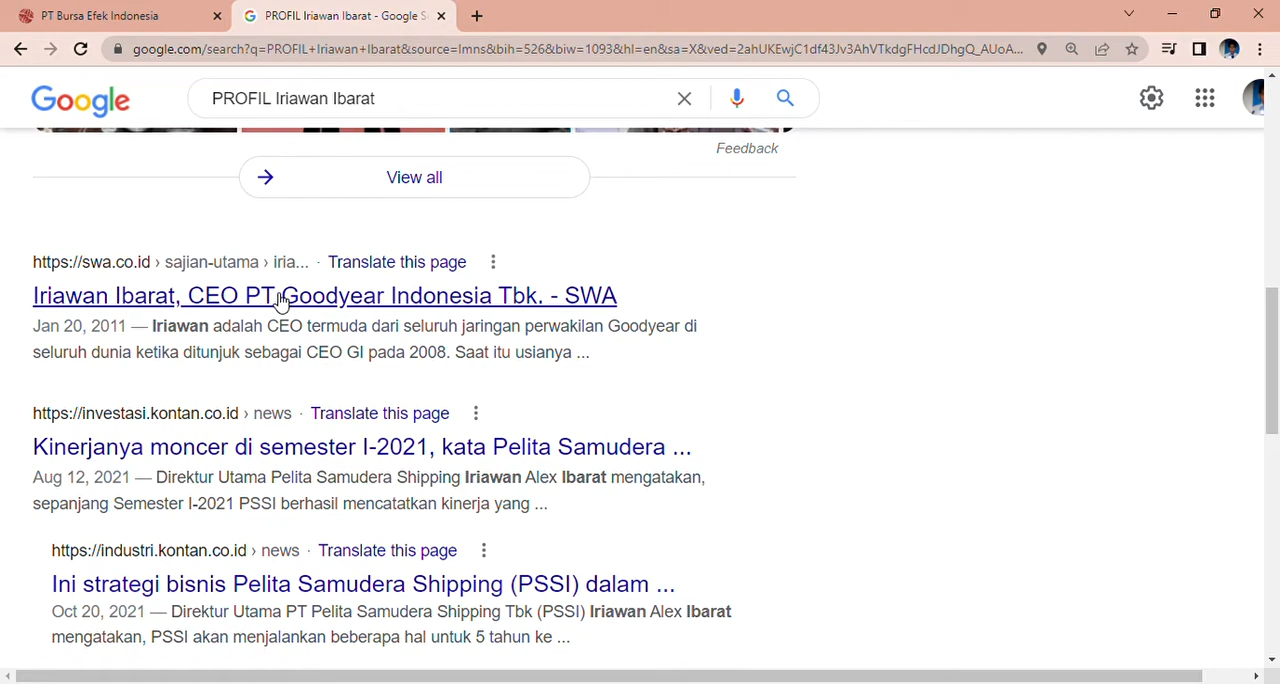 PT Bursa Efek Indonesia
PROFIL Iriawan Ibarat - Google S
google.com/search?q=PROFIL+Iriawan+Ibarat&source=lmns&bih=526&biw=1093&hl=en&sa=X&ved=2ahUKEwjC1df43Jv3AhVTkdgFHcdJDhgQ_AUoA...
Google
PROFIL Iriawan Ibarat
Feedback
View all
https://swa.co.id › sajian-utama › iria... · Translate this page
Iriawan Ibarat, CEO PT Goodyear Indonesia Tbk. - SWA
Jan 20, 2011 — Iriawan adalah CEO termuda dari seluruh jaringan perwakilan Goodyear di
seluruh dunia ketika ditunjuk sebagai CEO GI pada 2008. Saat itu usianya ...
https://investasi.kontan.co.id › news · Translate this page
Kinerjanya moncer di semester I-2021, kata Pelita Samudera ...
Aug 12, 2021 — Direktur Utama Pelita Samudera Shipping Iriawan Alex Ibarat mengatakan,
sepanjang Semester I-2021 PSSI berhasil mencatatkan kinerja yang ...
https://industri.kontan.co.id › news · Translate this page
Ini strategi bisnis Pelita Samudera Shipping (PSSI) dalam ...
Oct 20, 2021 — Direktur Utama PT Pelita Samudera Shipping Tbk (PSSI) Iriawan Alex Ibarat
mengatakan, PSSI akan menjalankan beberapa hal untuk 5 tahun ke ...